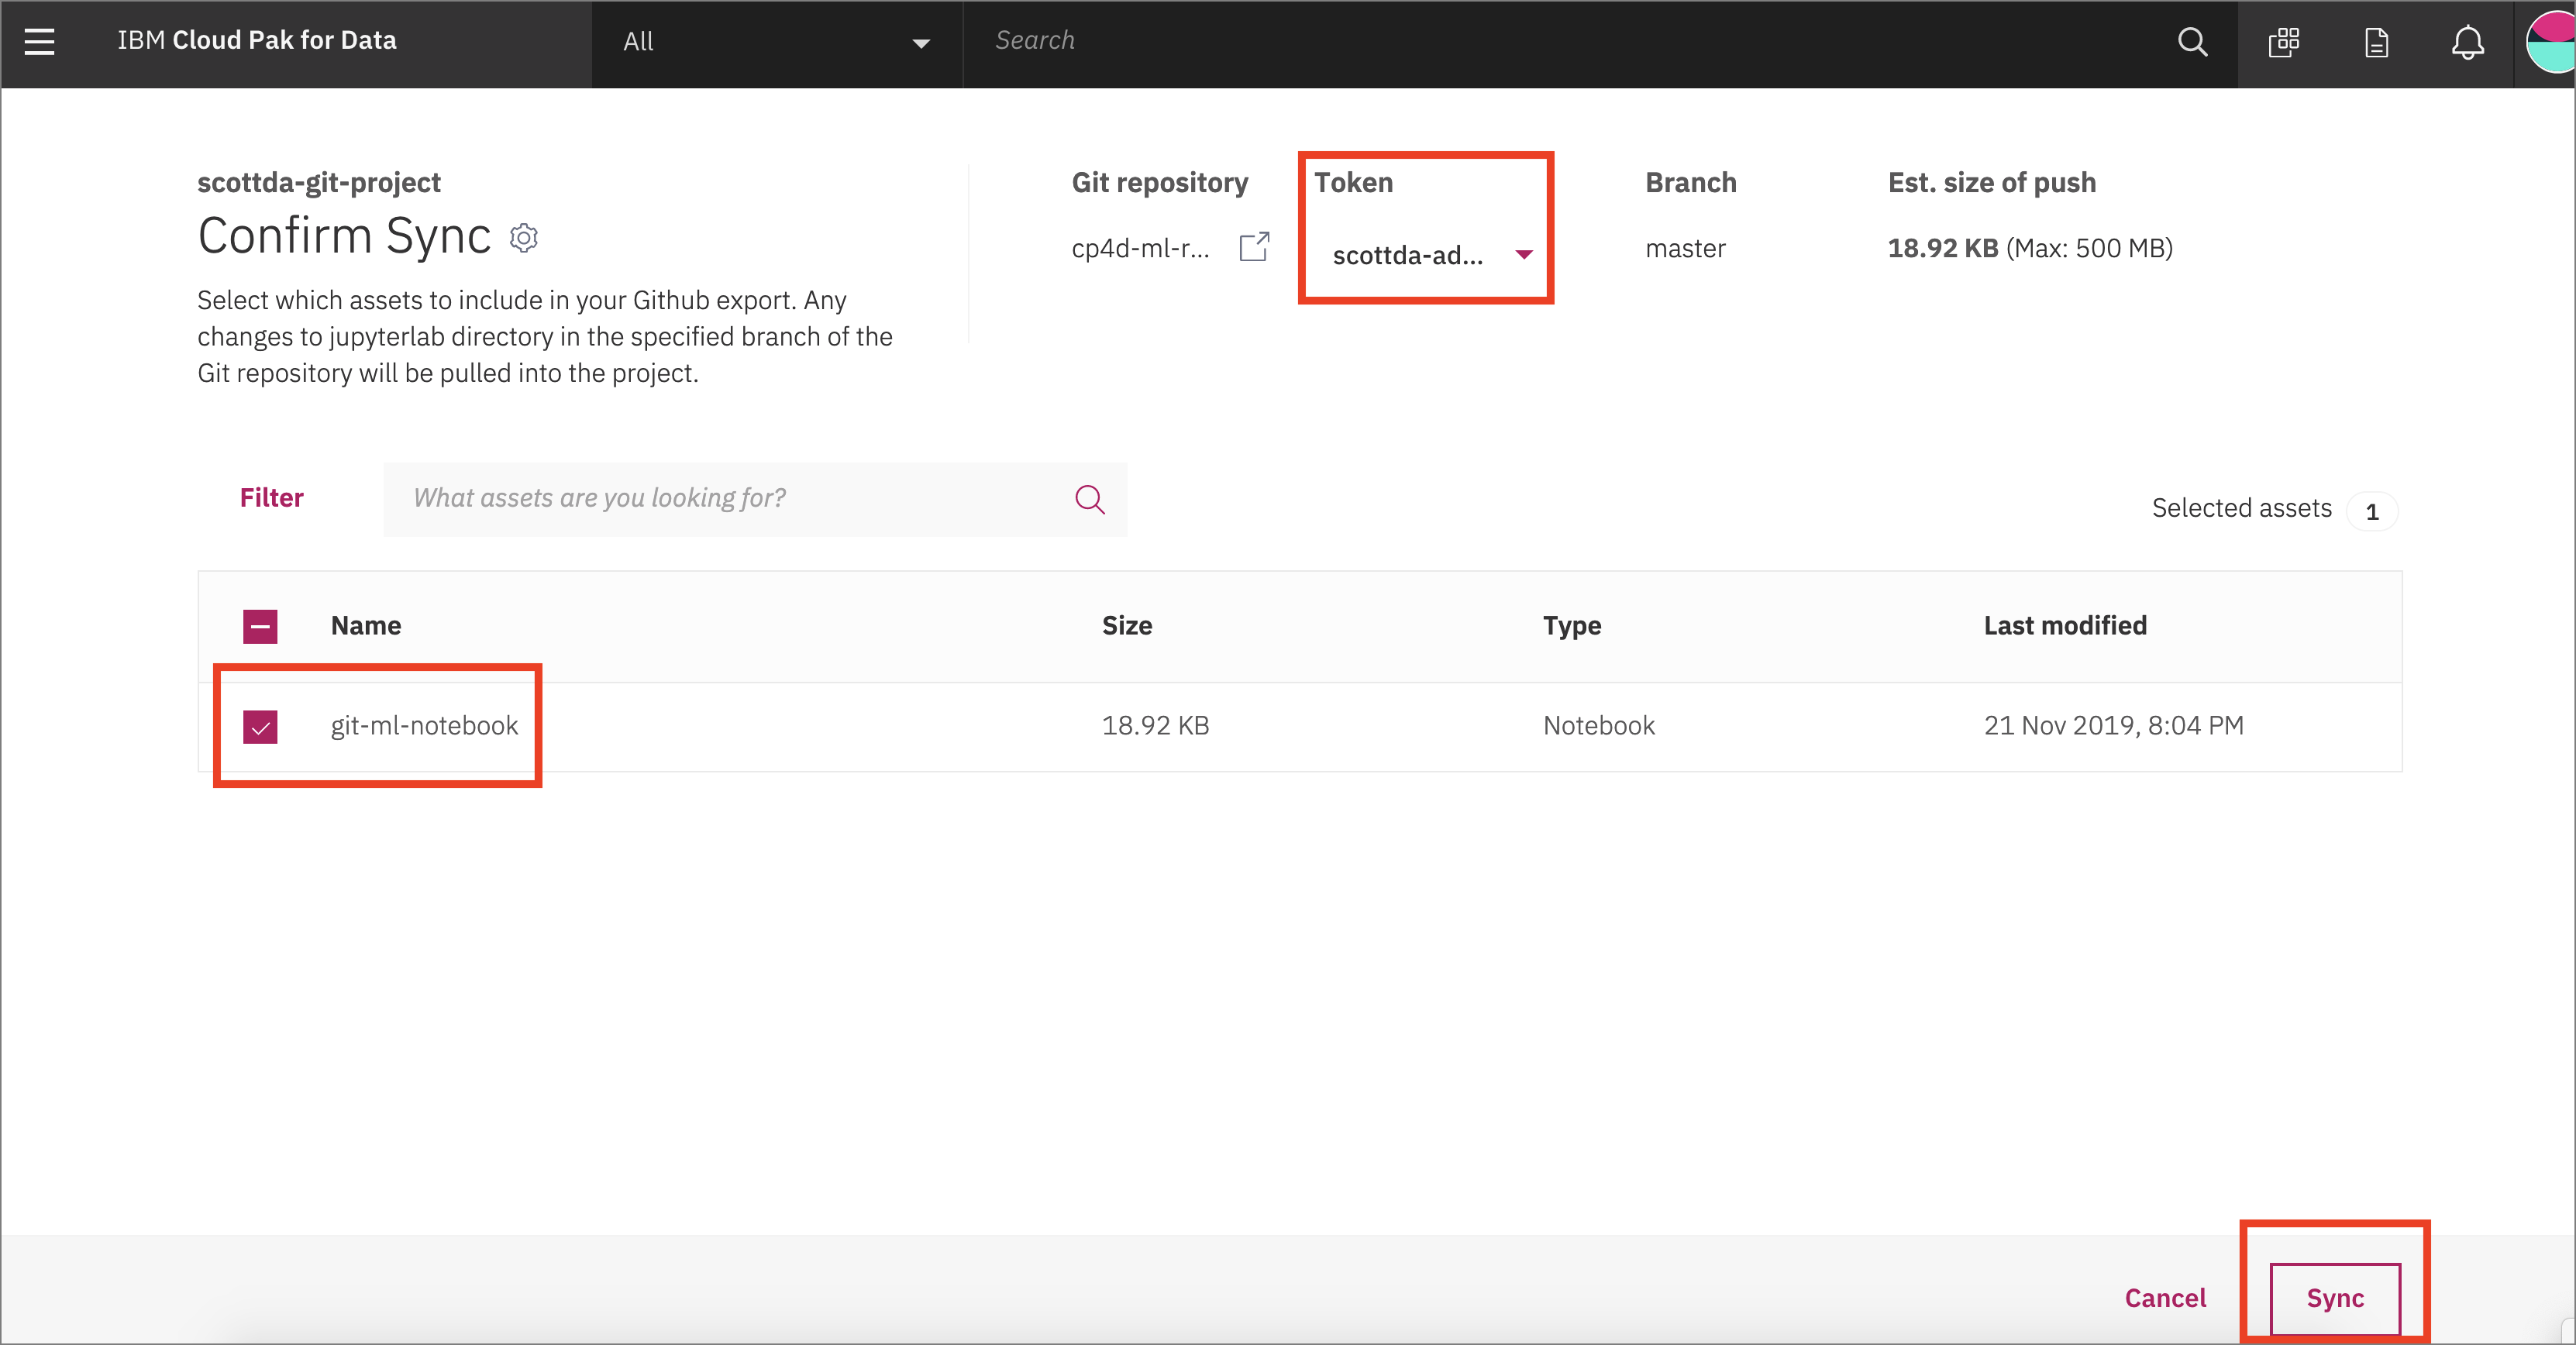 IBM Cloud Pak for Data
All
Search
scottda-git-project
Confirm Sync
Select which assets to include in your Github export. Any
changes to jupyterlab directory in the specified branch of the
Git repository will be pulled into the project.
Git repository
cp4d-ml-r...
Token
scottda-ad...
Branch
master
Est. size of push
18.92 KB (Max: 500 MB)
Filter
What assets are you looking for?
Selected assets 1
Name Size Type Last modified
git-ml-notebook 18.92 KB Notebook 21 Nov 2019, 8:04 PM
Cancel Sync